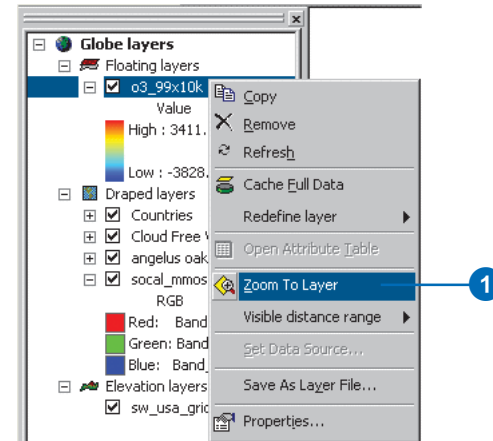 Globe layers
Floating layers
o3_99x10k
Value
High : 3411.
Low : -3828.
Draped layers
Countries
Cloud Free
angelus oak
socal_mmos
RGB
Red: Band
Green: Band
Blue: Band_
Elevation layers
sw_usa_grid
Copy
Remove
Refresh
Cache Full Data
Redefine layer
Open Attribute Table
Zoom To Layer
Visible distance range
Set Data Source...
Save As Layer File...
Properties...
1